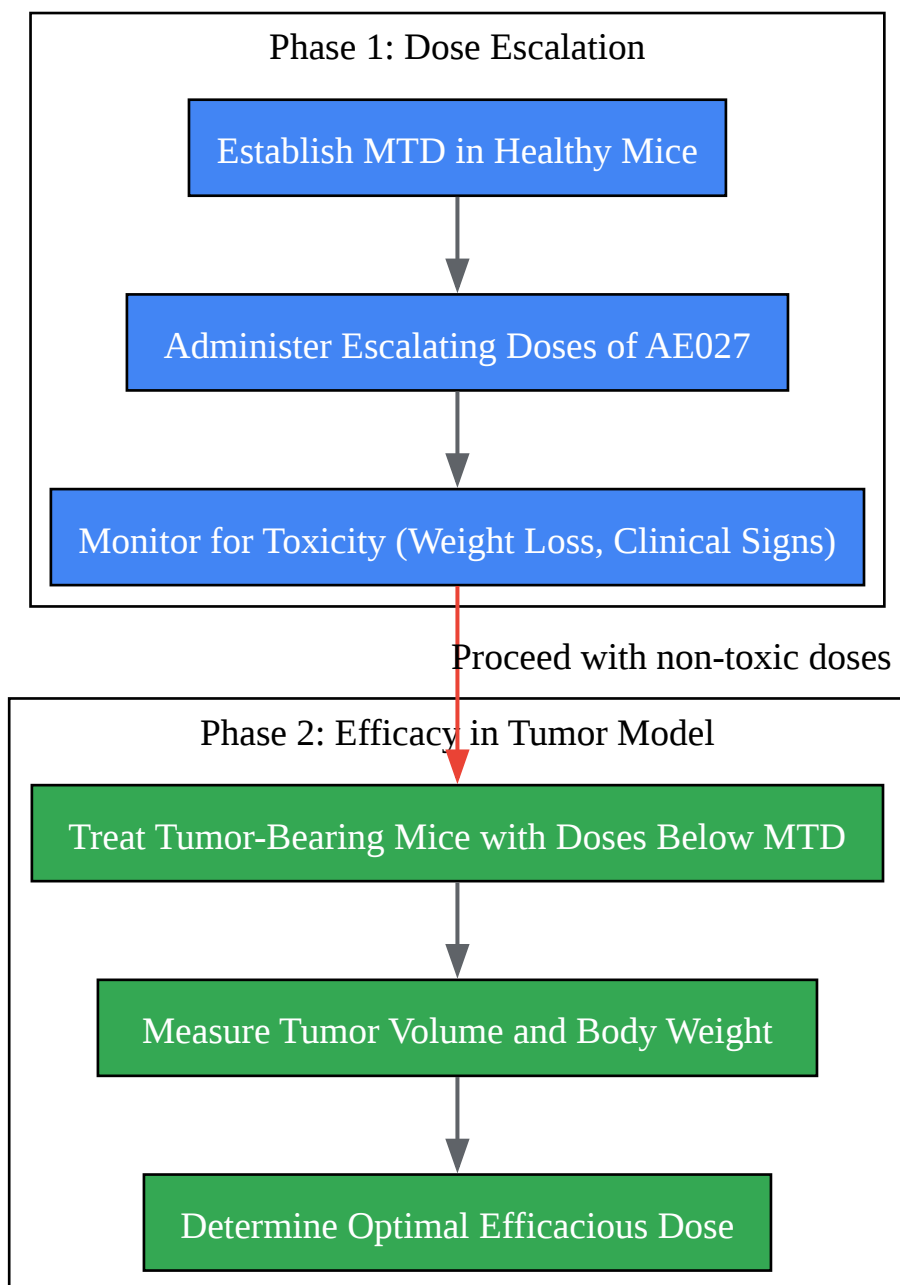 Phase 1: Dose Escalation
Establish MTD in Healthy Mice
Administer Escalating Doses of AE027
Monitor for Toxicity (Weight Loss, Clinical Signs)
Proceed with non-toxic doses
Phase 2: Efficacy in Tumor Model
Treat Tumor-Bearing Mice with Doses Below MTD
Measure Tumor Volume and Body Weight
Determine Optimal Efficacious Dose